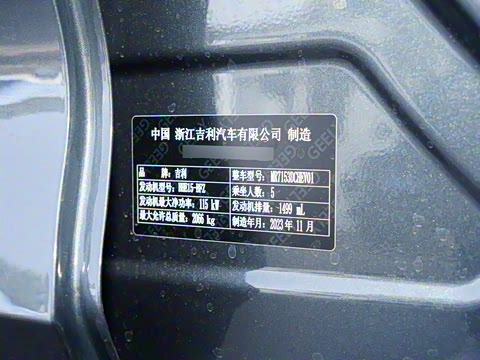 中国 浙江吉利汽车有限公司 制造
品牌:吉利 整车型号:MR7153DCHEV01
发动机型号:BHE15-BFZ 乘坐人数:5
发动机最大净功率:115 kW 发动机排量:1499 mL
最大允许总质量:2066 kg 制造年月:2023 年 11 月